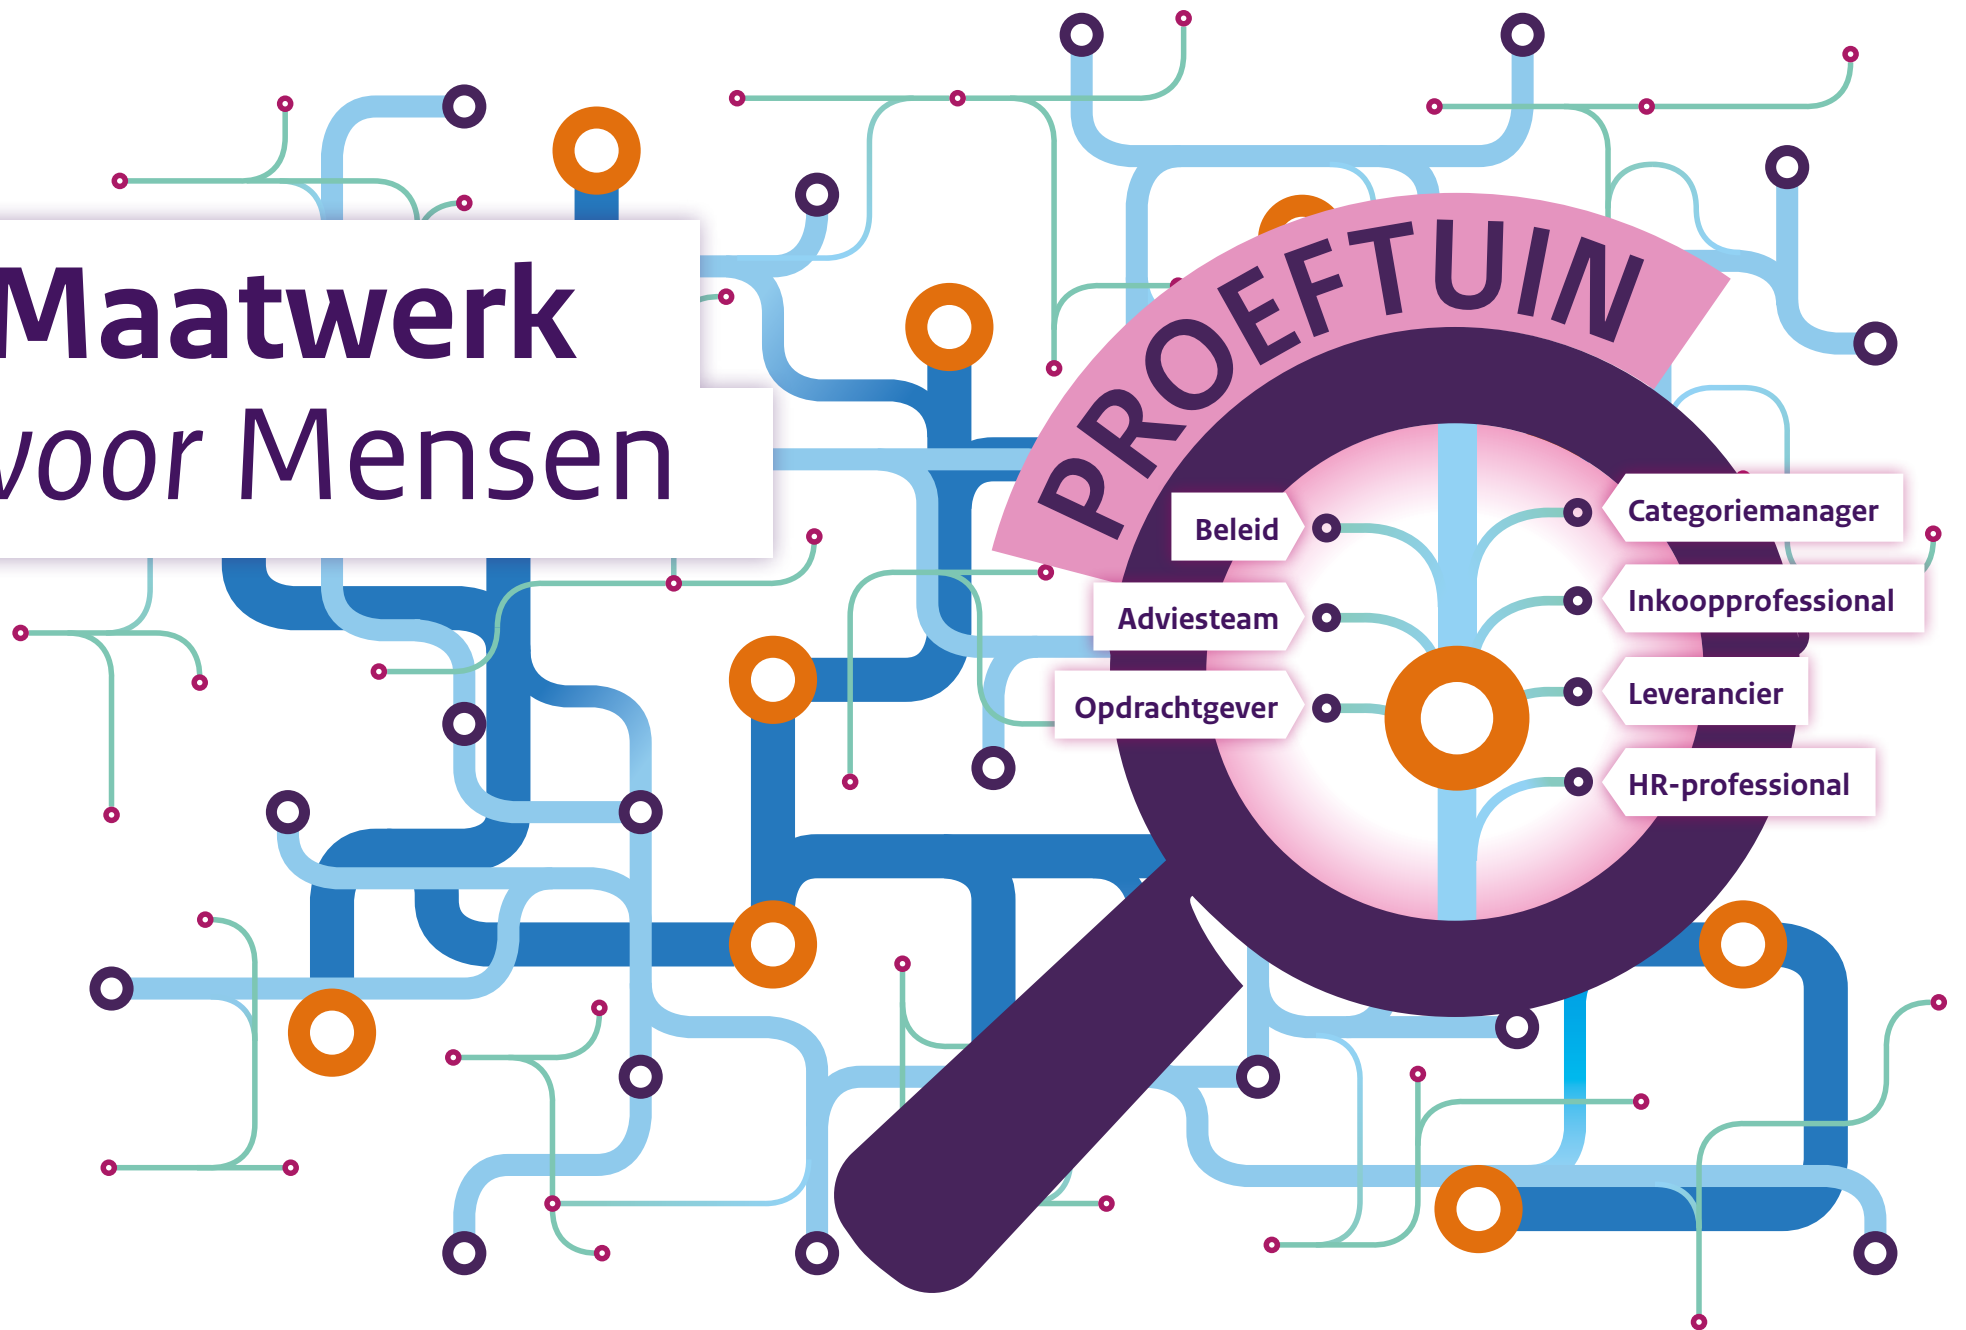 Maatwerk
voor Mensen
PROEFTUIN
Beleid
Adviesteam
Opdrachtgever
Categoriemanager
Inkoopprofessional
Leverancier
HR-professional